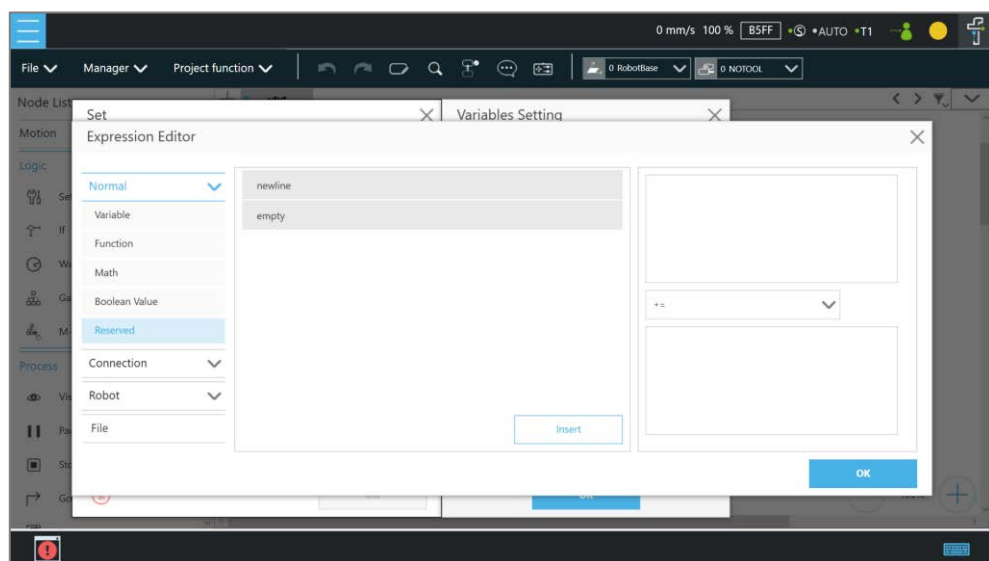 0 mm/s 100 % B5FF •Ⓢ •AUTO •T1
File Manager Project function 0 RobotBase 0 NOTOOL
Node List
Set Variables Setting
Motion Expression Editor
Logic
Normal newline
Variable empty
If
Function
Math
Boolean Value +=
Reserved
Process Connection
Robot
File Insert
OK